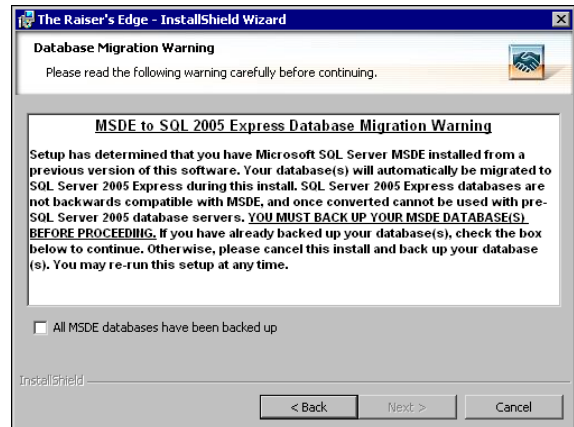 The Raiser's Edge - InstallShield Wizard
Database Migration Warning
Please read the following warning carefully before continuing.
MSDE to SQL 2005 Express Database Migration Warning
Setup has determined that you have Microsoft SQL Server MSDE installed from a
previous version of this software. Your database(s) will automatically be migrated to
SQL Server 2005 Express during this install. SQL Server 2005 Express databases are
not backwards compatible with MSDE, and once converted cannot be used with pre-
SQL Server 2005 database servers. YOU MUST BACK UP YOUR MSDE DATABASE(S)
BEFORE PROCEEDING. If you have already backed up your database(s), check the box
below to continue. Otherwise, please cancel this install and back up your database
(s). You may re-run this setup at any time.
All MSDE databases have been backed up
InstallShield
< Back
Next >
Cancel